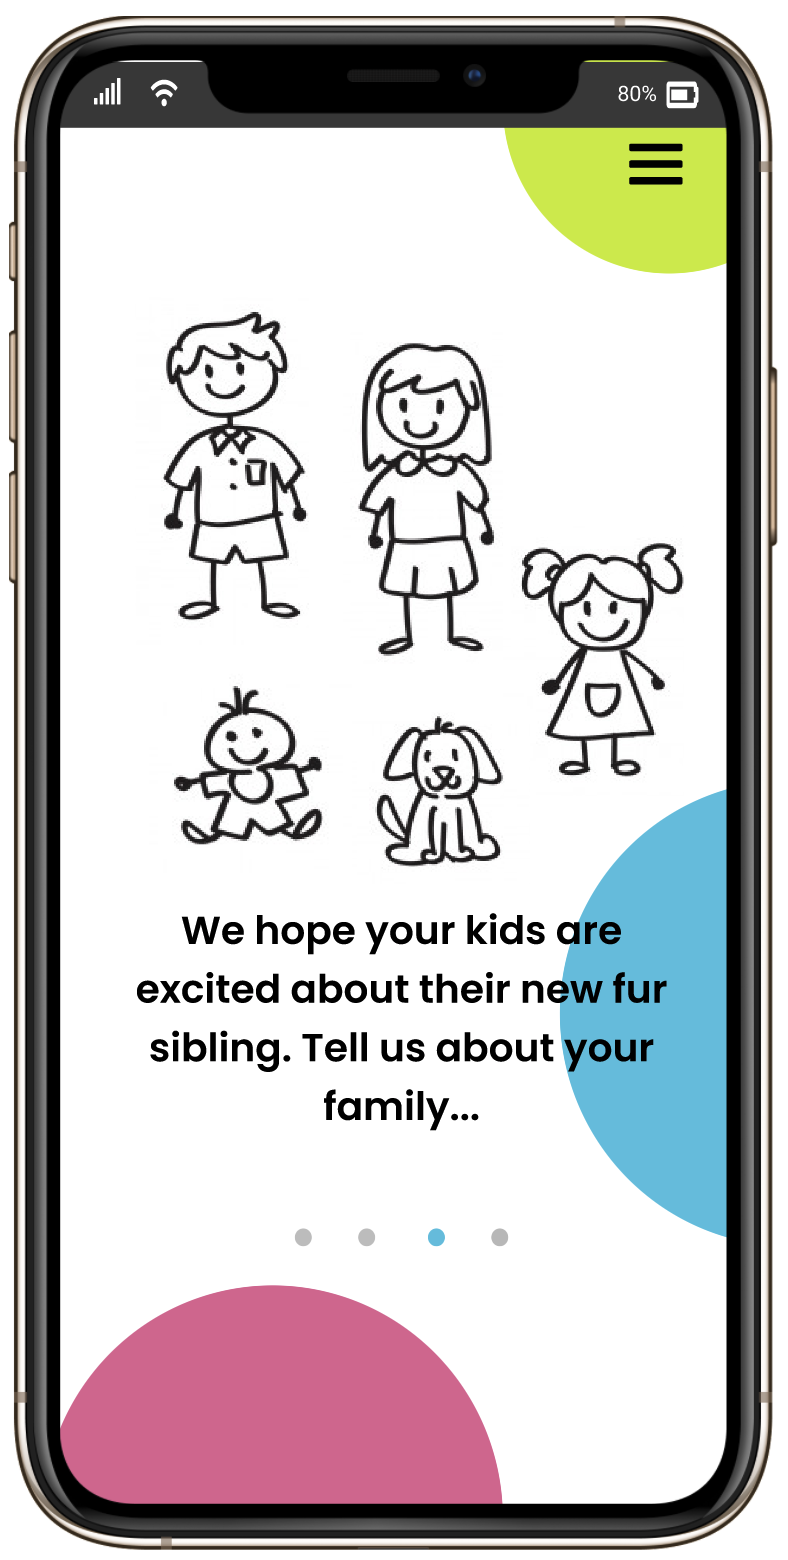 80%
We hope your kids are
excited about their new fur
sibling. Tell us about your
family...